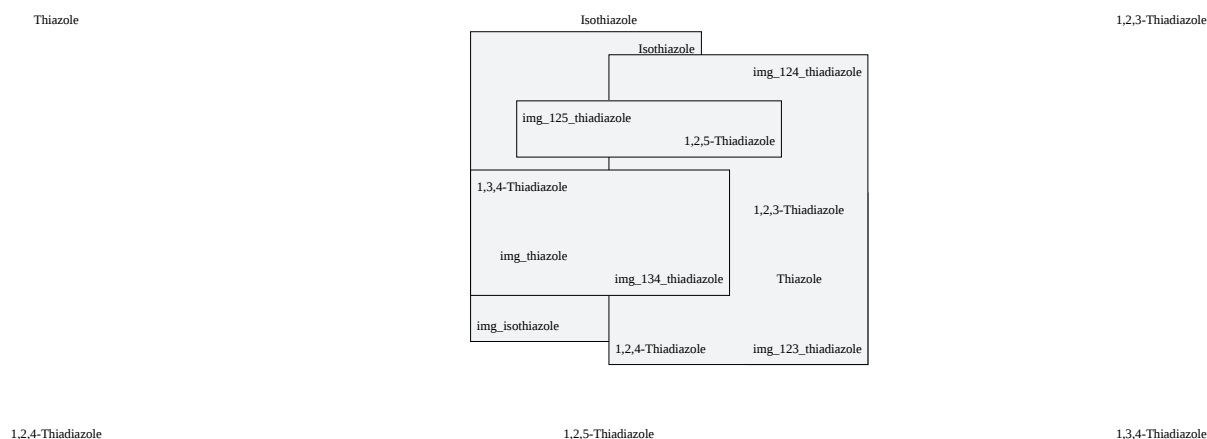 Thiazole
Isothiazole
1,2,3-Thiadiazole
Isothiazole
img_124_thiadiazole
img_125_thiadiazole
1,2,5-Thiadiazole
1,3,4-Thiadiazole
1,2,3-Thiadiazole
img_thiazole
img_134_thiadiazole
Thiazole
img_isothiazole
1,2,4-Thiadiazole
img_123_thiadiazole
1,2,4-Thiadiazole
1,2,5-Thiadiazole
1,3,4-Thiadiazole